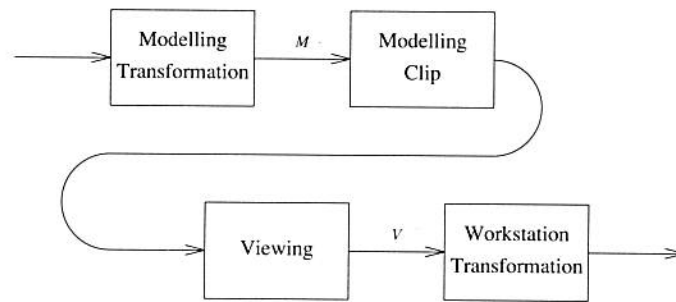 Modelling
Transformation
M
Modelling
Clip
Viewing
V
Workstation
Transformation